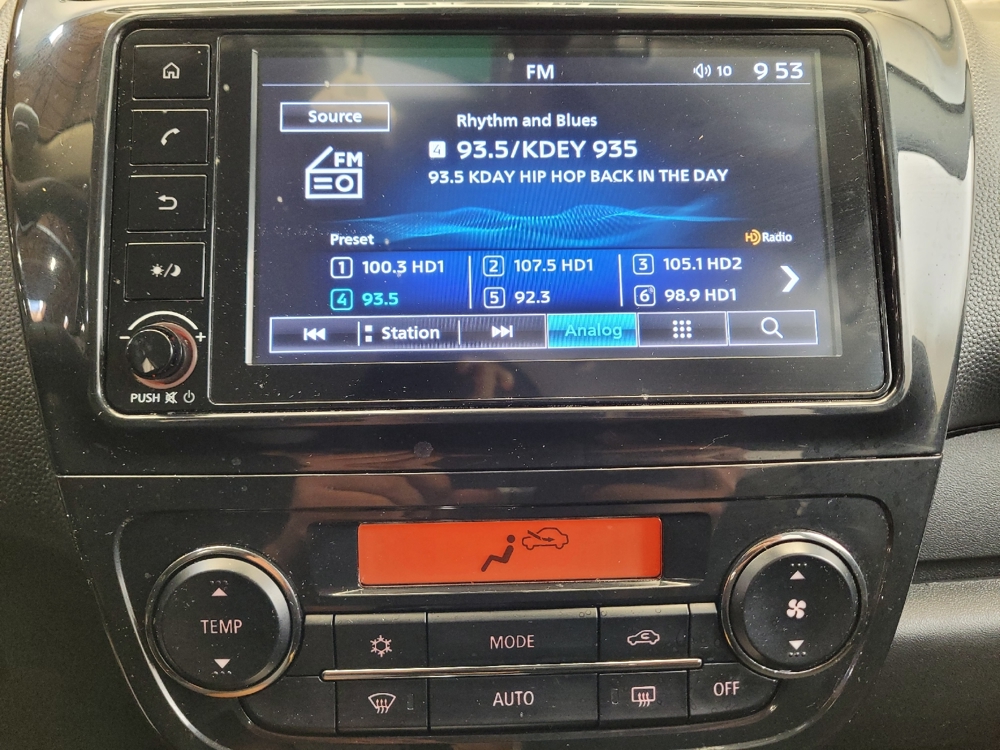 FM
10
9 53
Source
Rhythm and Blues
FM
4 93.5/KDEY 935
93.5 KDAY HIP HOP BACK IN THE DAY
Preset
HD Radio
1 100.3 HD1
2 107.5 HD1
3 105.1 HD2
4 93.5
5 92.3
6 98.9 HD1
Station
Analog
- +
PUSH
TEMP
MODE
AUTO
OFF